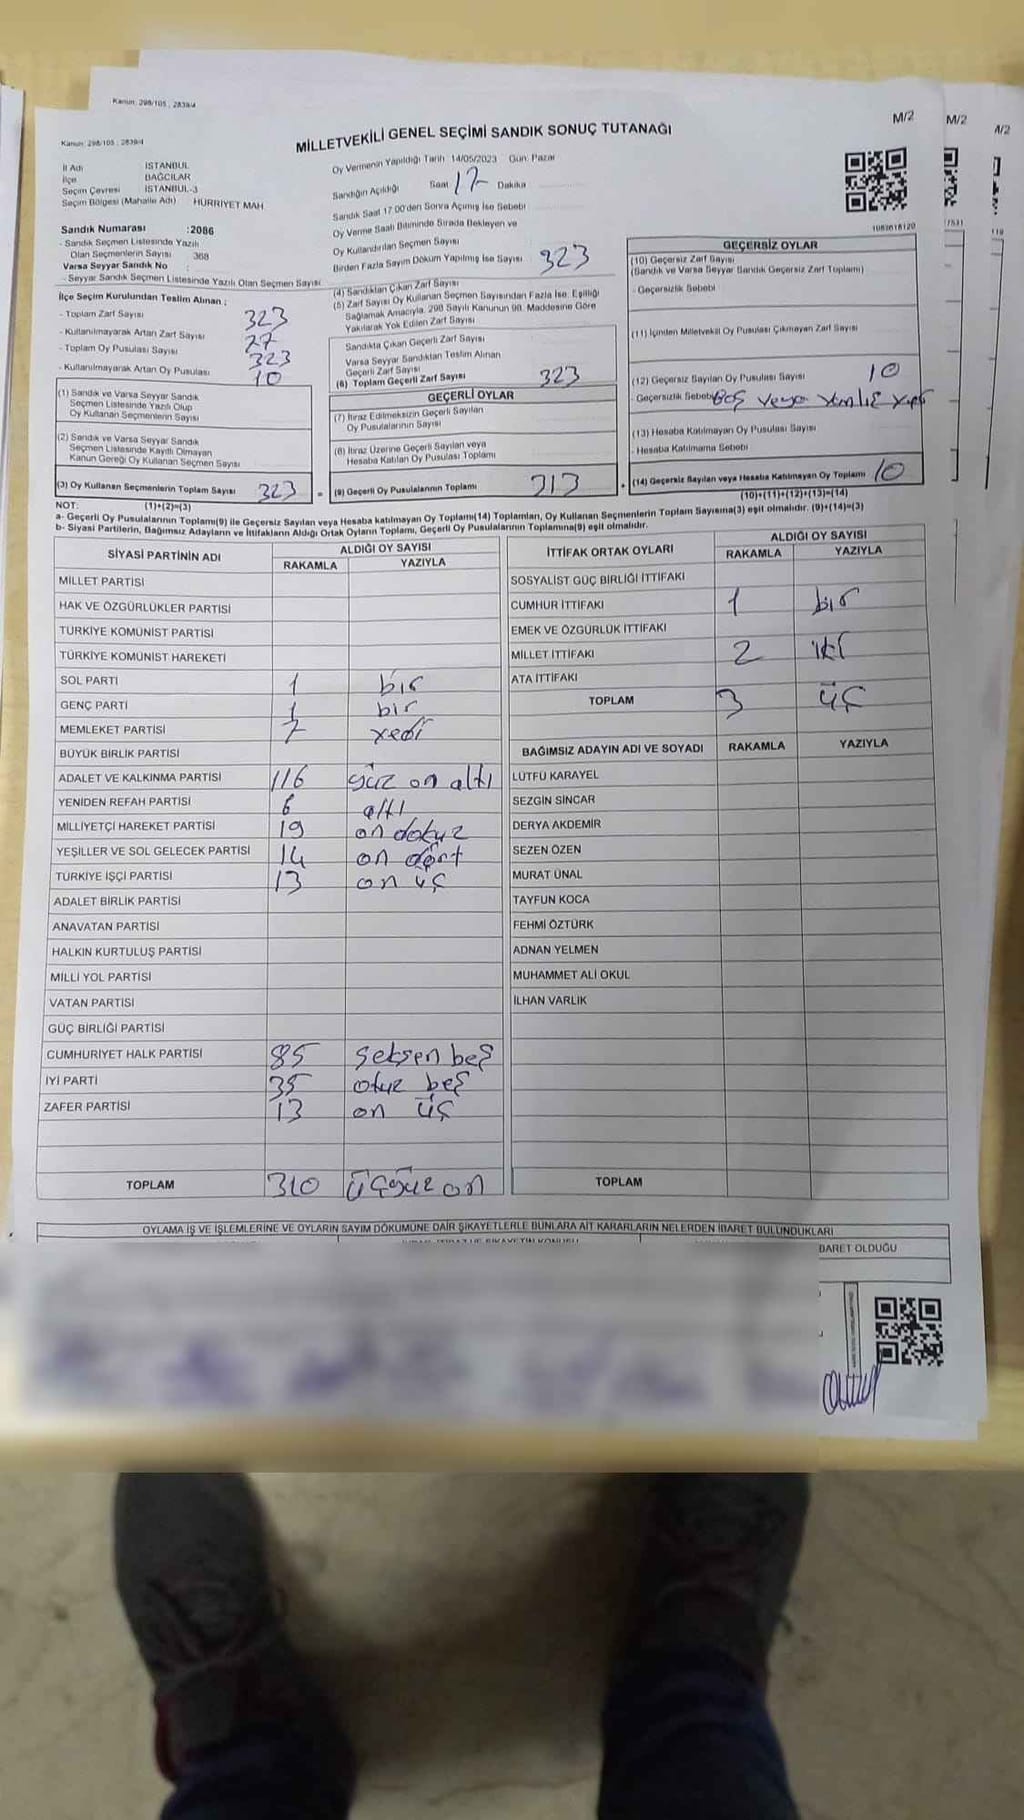 Kanun: 298/105 , 2839/4
M/2
M/2
M/2
Kanun: 298/105 , 2839/4
MİLLETVEKİLİ GENEL SEÇİMİ SANDIK SONUÇ TUTANAĞI
İl Adı İSTANBUL
İlçe BAĞCILAR
Seçim Çevresi İSTANBUL-3
Seçim Bölgesi (Mahalle Adı) HÜRRİYET MAH
Sandık Numarası :2086
- Sandık Seçmen Listesinde Yazılı
Olan Seçmenlerin Sayısı 368
Varsa Seyyar Sandık No :
- Seyyar Sandık Seçmen Listesinde Yazılı Olan Seçmen Sayısı
Oy Vermenin Yapıldığı Tarih 14/05/2023 Gün: Pazar
Sandığın Açıldığı Saat 17 Dakika
Sandık Saat 17:00'den Sonra Açılmış İse Sebebi
Oy Verme Saati Bitiminde Sırada Bekleyen ve
Oy Kullandırılan Seçmen Sayısı
Birden Fazla Sayım Döküm Yapılmış İse Sayısı 323
1083618120
İlçe Seçim Kurulundan Teslim Alınan :
- Toplam Zarf Sayısı 323
- Kullanılmayarak Artan Zarf Sayısı 27
- Toplam Oy Pusulası Sayısı 323
- Kullanılmayarak Artan Oy Pusulası 10
(1) Sandık ve Varsa Seyyar Sandık
Seçmen Listesinde Yazılı Olup
Oy Kullanan Seçmenlerin Sayısı
(2) Sandık ve Varsa Seyyar Sandık
Seçmen Listesinde Kayıtlı Olmayan
Kanun Gereği Oy Kullanan Seçmen Sayısı
(3) Oy Kullanan Seçmenlerin Toplam Sayısı 323 =
(4) Sandıktan Çıkan Zarf Sayısı
(5) Zarf Sayısı Oy Kullanan Seçmen Sayısından Fazla İse, Eşitliği
Sağlamak Amacıyla, 298 Sayılı Kanunun 98. Maddesine Göre
Yakılarak Yok Edilen Zarf Sayısı
Sandıkta Çıkan Geçerli Zarf Sayısı
Varsa Seyyar Sandıktan Teslim Alınan
Geçerli Zarf Sayısı
(6) Toplam Geçerli Zarf Sayısı 323
GEÇERLİ OYLAR
(7) İtiraz Edilmeksizin Geçerli Sayılan
Oy Pusulalarının Sayısı
(8) İtiraz Üzerine Geçerli Sayılan veya
Hesaba Katılan Oy Pusulası Toplamı
(9) Geçerli Oy Pusulalarının Toplamı 313 +
GEÇERSİZ OYLAR
(10) Geçersiz Zarf Sayısı
(Sandık ve Varsa Seyyar Sandık Geçersiz Zarf Toplamı)
- Geçersizlik Sebebi
(11) İçinden Milletvekili Oy Pusulası Çıkmayan Zarf Sayısı
(12) Geçersiz Sayılan Oy Pusulası Sayısı 10
- Geçersizlik Sebebi Boş veya
(13) Hesaba Katılmayan Oy Pusulası Sayısı
- Hesaba Katılmama Sebebi
(14) Geçersiz Sayılan veya Hesaba Katılmayan Oy Toplamı 10
NOT: (1)+(2)=(3) (10)+(11)+(12)+(13)=(14)
a- Geçerli Oy Pusulalarının Toplamı(9) ile Geçersiz Sayılan veya Hesaba katılmayan Oy Toplamı(14) Toplamları, Oy Kullanan Seçmenlerin Toplam Sayısına(3) eşit olmalıdır. (9)+(14)=(3)
b- Siyasi Partilerin, Bağımsız Adayların ve İttifakların Aldığı Ortak Oyların Toplamı, Geçerli Oy Pusulalarının Toplamına(9) eşit olmalıdır.
SİYASİ PARTİNİN ADI ALDIĞI OY SAYISI
RAKAMLA YAZIYLA
MİLLET PARTİSİ
HAK VE ÖZGÜRLÜKLER PARTİSİ
TÜRKİYE KOMÜNİST PARTİSİ
TÜRKİYE KOMÜNİST HAREKETİ
SOL PARTİ 1 bir
GENÇ PARTİ 1 bir
MEMLEKET PARTİSİ 7 yedi
BÜYÜK BİRLİK PARTİSİ
ADALET VE KALKINMA PARTİSİ 116 yüz on altı
YENİDEN REFAH PARTİSİ 6 altı
MİLLİYETÇİ HAREKET PARTİSİ 19 on dokuz
YEŞİLLER VE SOL GELECEK PARTİSİ 14 on dört
TÜRKİYE İŞÇİ PARTİSİ 13 on üç
ADALET BİRLİK PARTİSİ
ANAVATAN PARTİSİ
HALKIN KURTULUŞ PARTİSİ
MİLLİ YOL PARTİSİ
VATAN PARTİSİ
GÜÇ BİRLİĞİ PARTİSİ
CUMHURİYET HALK PARTİSİ 85 seksen beş
İYİ PARTİ 35 otuz beş
ZAFER PARTİSİ 13 on üç
TOPLAM 310 üçyüz on
İTTİFAK ORTAK OYLARI ALDIĞI OY SAYISI
RAKAMLA YAZIYLA
SOSYALİST GÜÇ BİRLİĞİ İTTİFAKI
CUMHUR İTTİFAKI 1 bir
EMEK VE ÖZGÜRLÜK İTTİFAKI
MİLLET İTTİFAKI 2 iki
ATA İTTİFAKI
TOPLAM 3 üç
BAĞIMSIZ ADAYIN ADI VE SOYADI RAKAMLA YAZIYLA
LÜTFÜ KARAYEL
SEZGİN SİNCAR
DERYA AKDEMİR
SEZEN ÖZEN
MURAT ÜNAL
TAYFUN KOCA
FEHMİ ÖZTÜRK
ADNAN YELMEN
MUHAMMET ALİ OKUL
İLHAN VARLIK
TOPLAM
OYLAMA İŞ VE İŞLEMLERİNE VE OYLARIN SAYIM DÖKÜMÜNE DAİR ŞİKAYETLERLE BUNLARA AİT KARARLARIN NELERDEN İBARET BULUNDUKLARI
BARET OLDUĞU